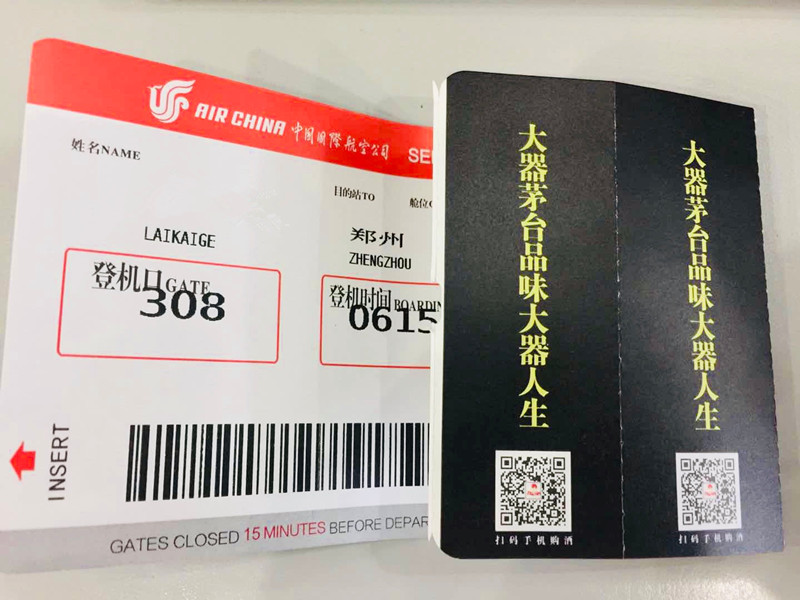 AIR CHINA 中国国际航空公司
姓名NAME
目的站TO
舱位
LAIKAIGE
郑州
ZHENGZHOU
登机口GATE
308
登机时间BOARDIN
0615
INSERT
GATES CLOSED 15 MINUTES BEFORE DEPAR
大器茅台品味大器人生
扫码手机购酒
大器茅台品味大器人生
扫码手机购酒